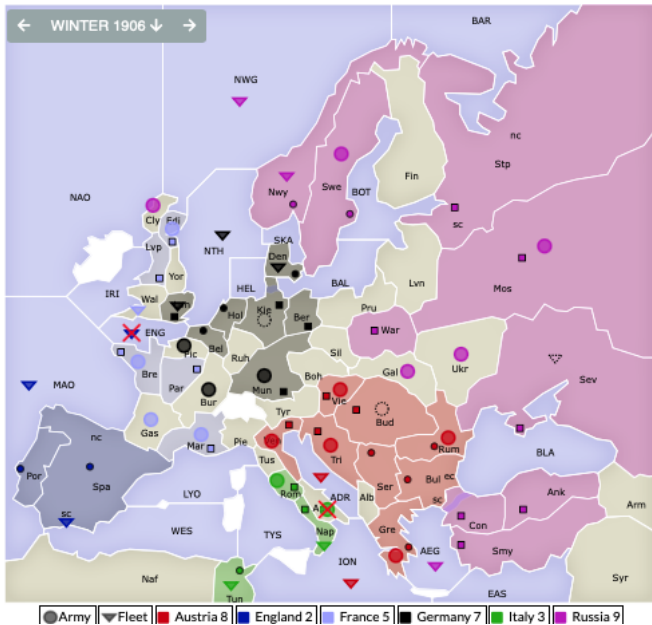 ← WINTER 1906 ↓ →
BAR
NWG
nc
Stp
Fin
Nwy
Swe
BOT
NAO
Cly
Edi
sc
SKA
Lvp
NTH
Den
Mos
Yor
IRI
Wal
HEL
BAL
Lvn
Hol
Kie
Pru
Ber
War
ENG
Bel
Sil
Pic
Ruh
Gal
Ukr
Bre
Par
Boh
Sev
MAO
Bur
Mun
Vie
Bud
Tyr
Gas
nc
Mar
Pie
Ven
Tri
Rum
BLA
Por
Spa
Tus
Ser
Bul
ec
LYO
Rom
ADR
Alb
sc
Ank
Arm
sc
WES
Nap
Gre
Con
TYS
Smy
ION
AEG
Naf
Tun
EAS
Syr
Army Fleet Austria 8 England 2 France 5 Germany 7 Italy 3 Russia 9